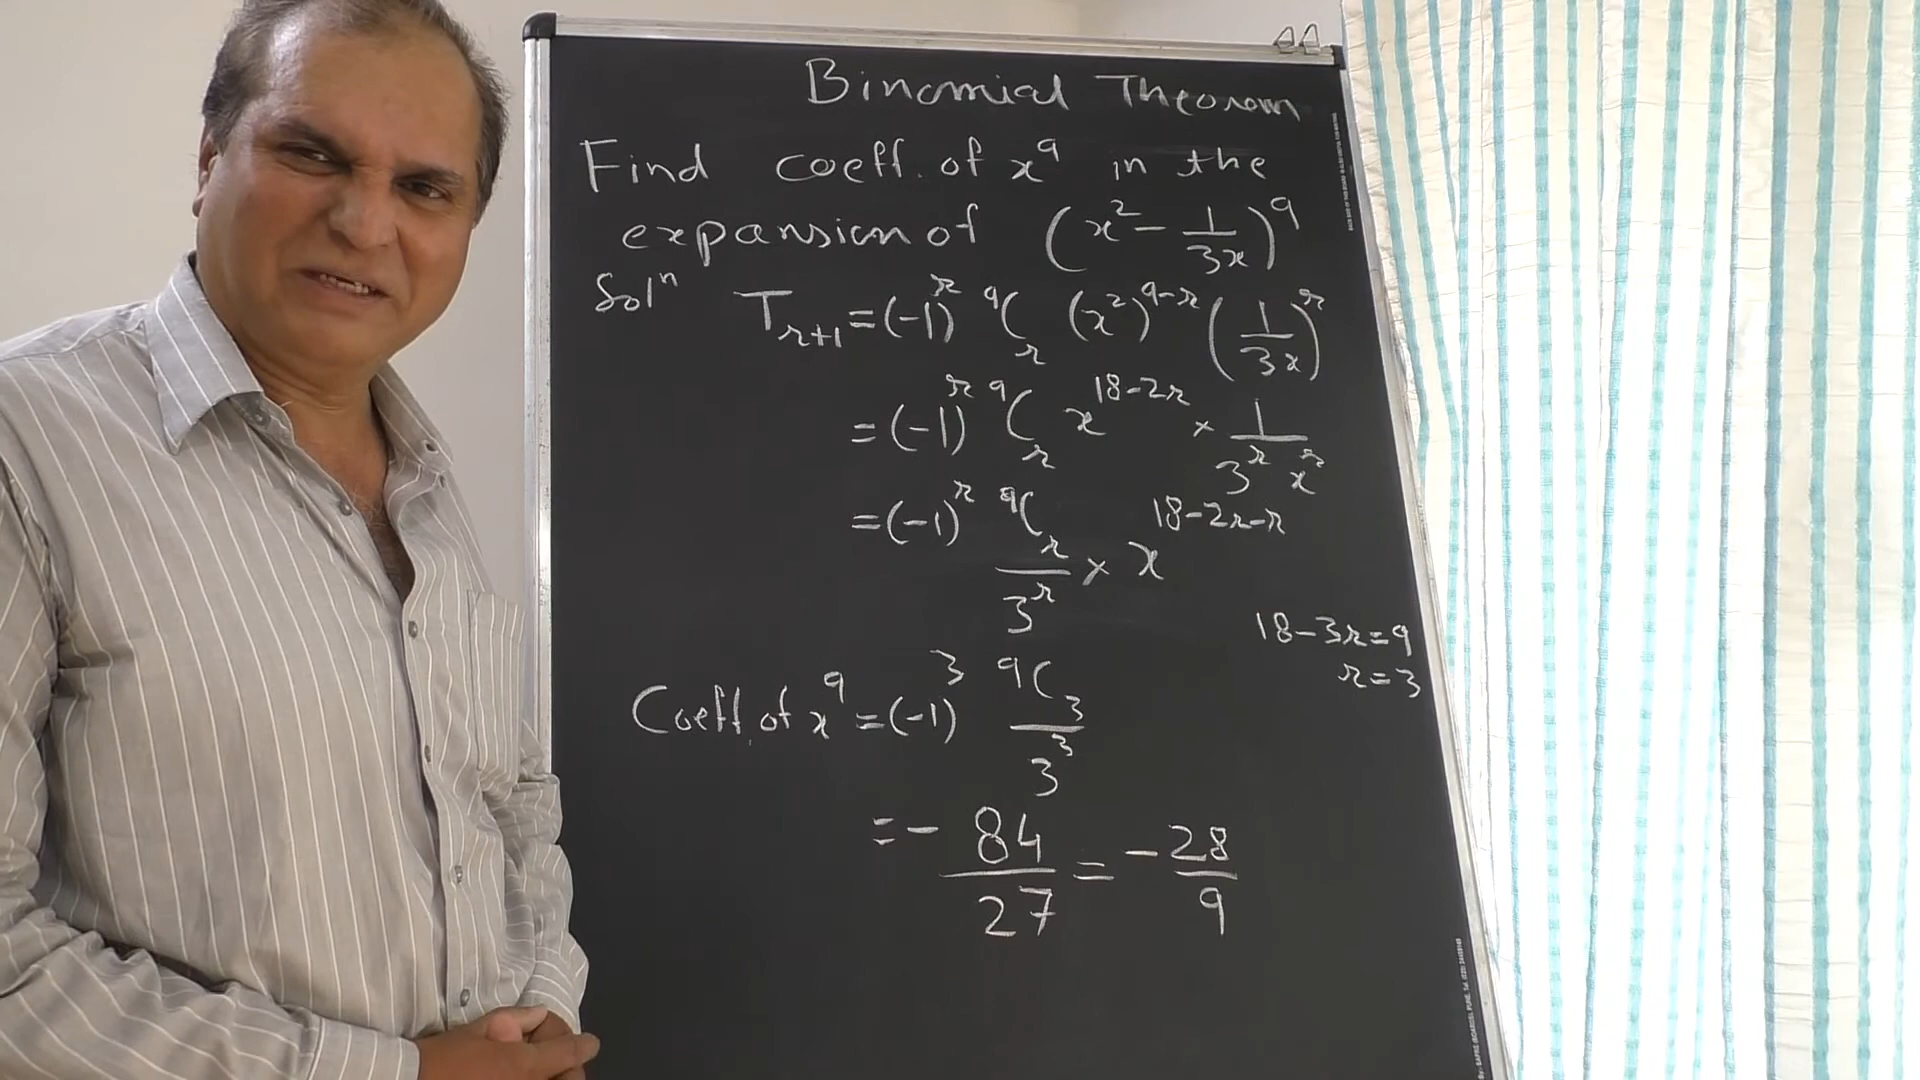 Binomial Theorem
Find coeff. of x⁹ in the
expansion of (x² - 1/3x)⁹
Solⁿ T_{r+1} = (-1)^r ⁹C_r (x²)^{9-r} (1/3x)^r
= (-1)^r ⁹C_r x^{18-2r} × 1/3^r x^r
= (-1)^r ⁹C_r/3^r × x^{18-2r-r}
18-3r=9
r=3
Coeff. of x⁹ = (-1)³ ⁹C₃/3³
= - 84/27 = - 28/9